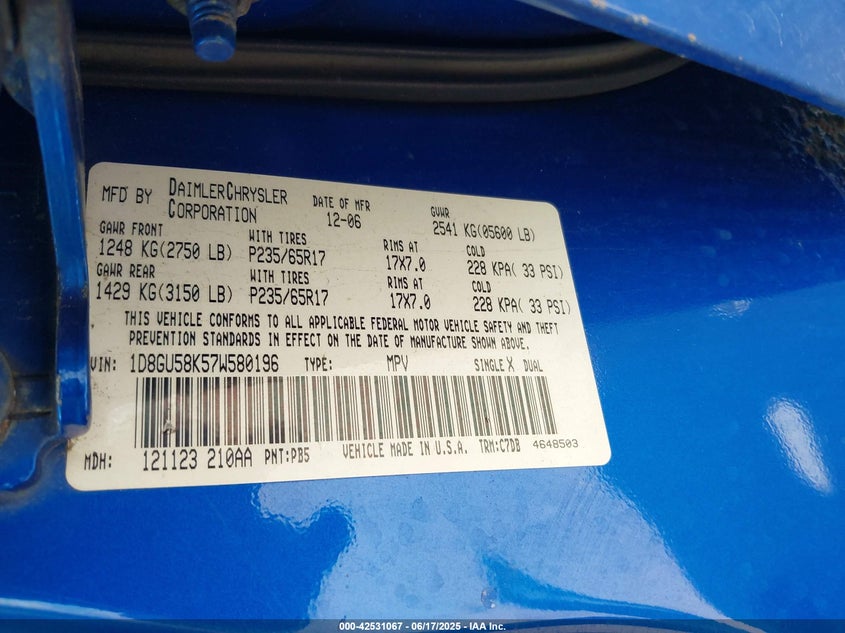 MFD BY DAIMLERCHRYSLER CORPORATION DATE OF MFR 12-06 GVWR 2541 KG(05600 LB)
GAWR FRONT WITH TIRES RIMS AT COLD
1248 KG(2750 LB) P235/65R17 17X7.0 228 KPA( 33 PSI)
GAWR REAR WITH TIRES RIMS AT COLD
1429 KG(3150 LB) P235/65R17 17X7.0 228 KPA( 33 PSI)
THIS VEHICLE CONFORMS TO ALL APPLICABLE FEDERAL MOTOR VEHICLE SAFETY AND THEFT
PREVENTION STANDARDS IN EFFECT ON THE DATE OF MANUFACTURE SHOWN ABOVE.
VIN: 1D8GU58K57W580196 TYPE: MPV SINGLE X DUAL
MDH: 121123 210AA PNT:PB5 VEHICLE MADE IN U.S.A. TRM:C7DB 4648503
000-42531067 - 06/17/2025 - IAA Inc.